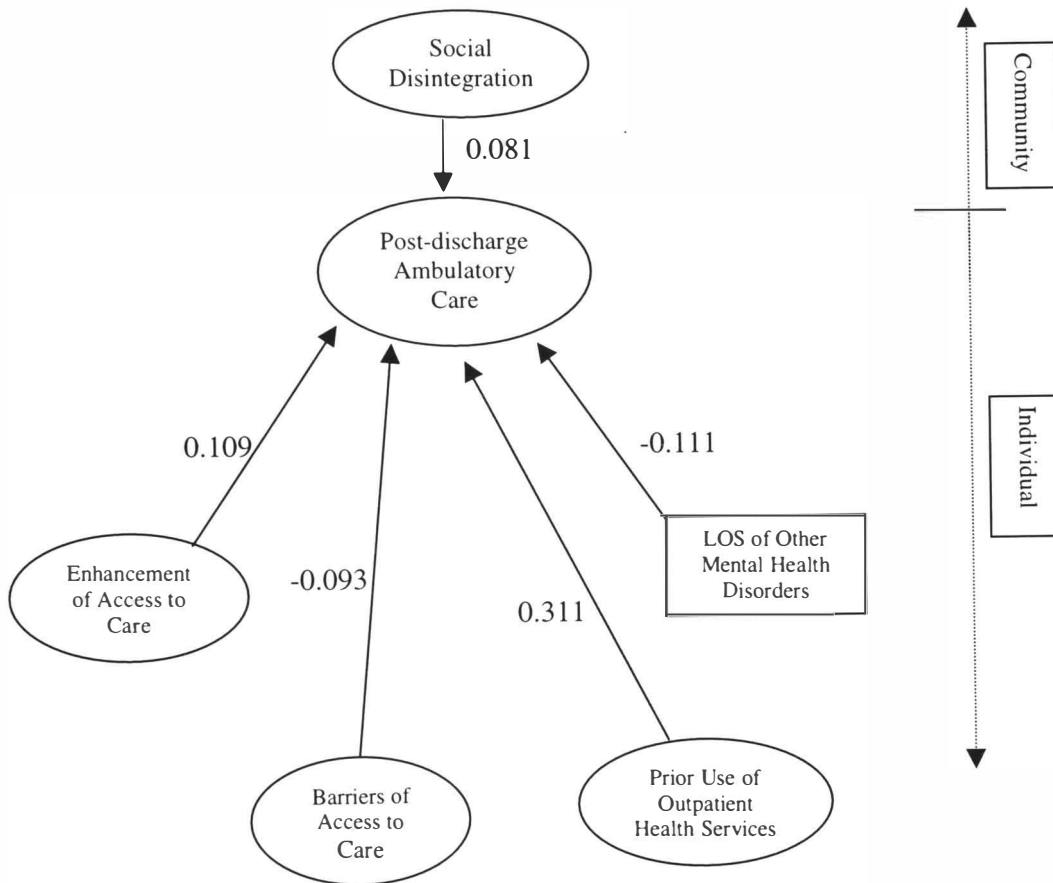 Social
Disintegration
0.081
Community
Post-discharge
Ambulatory
Care
0.109
-0.111
Individual
Enhancement
of Access to
Care
-0.093
LOS of Other
Mental Health
Disorders
0.311
Barriers of
Access to
Care
Prior Use of
Outpatient
Health Services